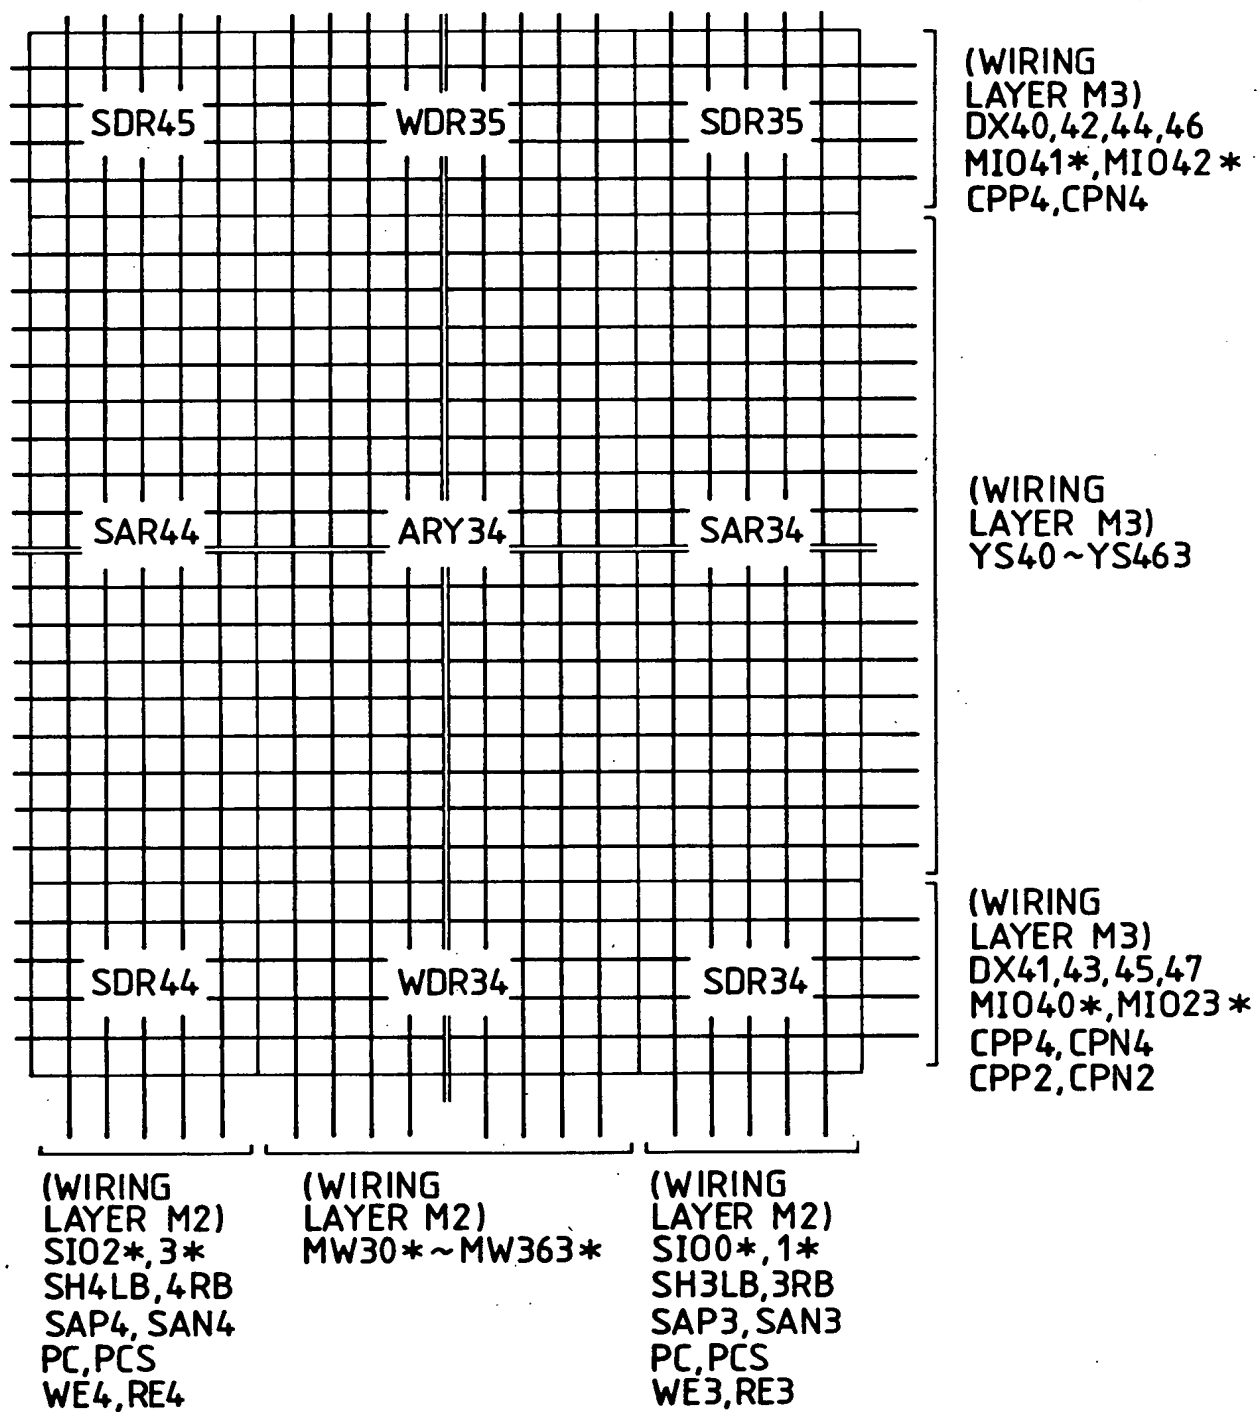 SDR45
WDR35
SDR35
(WIRING
LAYER M3)
DX40,42,44,46
MIO41*,MIO42*
CPP4,CPN4
SAR44
ARY34
SAR34
(WIRING
LAYER M3)
YS40~YS463
SDR44
WDR34
SDR34
(WIRING
LAYER M3)
DX41,43,45,47
MIO40*,MIO23*
CPP4,CPN4
CPP2,CPN2
(WIRING
LAYER M2)
SIO2*,3*
SH4LB,4RB
SAP4,SAN4
PC,PCS
WE4,RE4
(WIRING
LAYER M2)
MW30*~MW363*
(WIRING
LAYER M2)
SIO0*,1*
SH3LB,3RB
SAP3,SAN3
PC,PCS
WE3,RE3